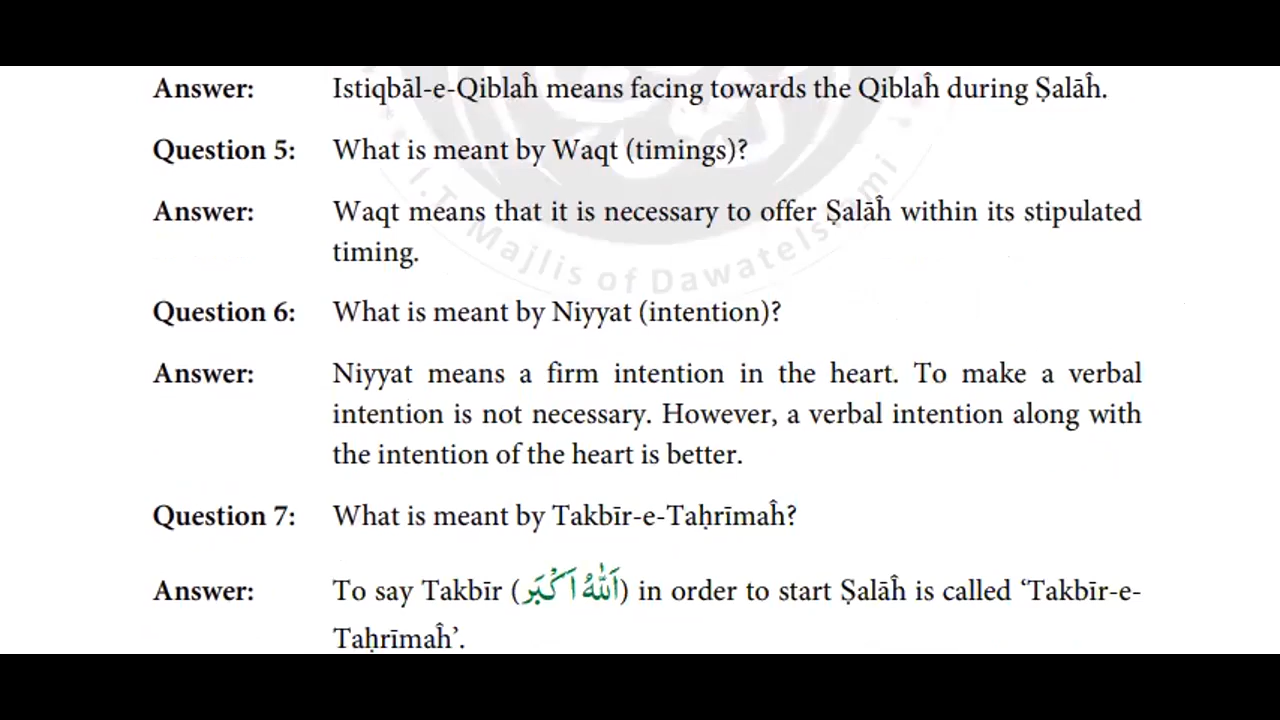 Answer: Istiqbāl-e-Qiblaĥ means facing towards the Qiblaĥ during Ṣalāĥ.
Question 5: What is meant by Waqt (timings)?
Answer: Waqt means that it is necessary to offer Ṣalāĥ within its stipulated
timing.
Question 6: What is meant by Niyyat (intention)?
Answer: Niyyat means a firm intention in the heart. To make a verbal
intention is not necessary. However, a verbal intention along with
the intention of the heart is better.
Question 7: What is meant by Takbīr-e-Taḥrīmaĥ?
Answer: To say Takbīr (اَللّٰهُ اَكْبَر) in order to start Ṣalāĥ is called ‘Takbīr-e-
Taḥrīmaĥ’.
I.T. Majlis of DawateIslami